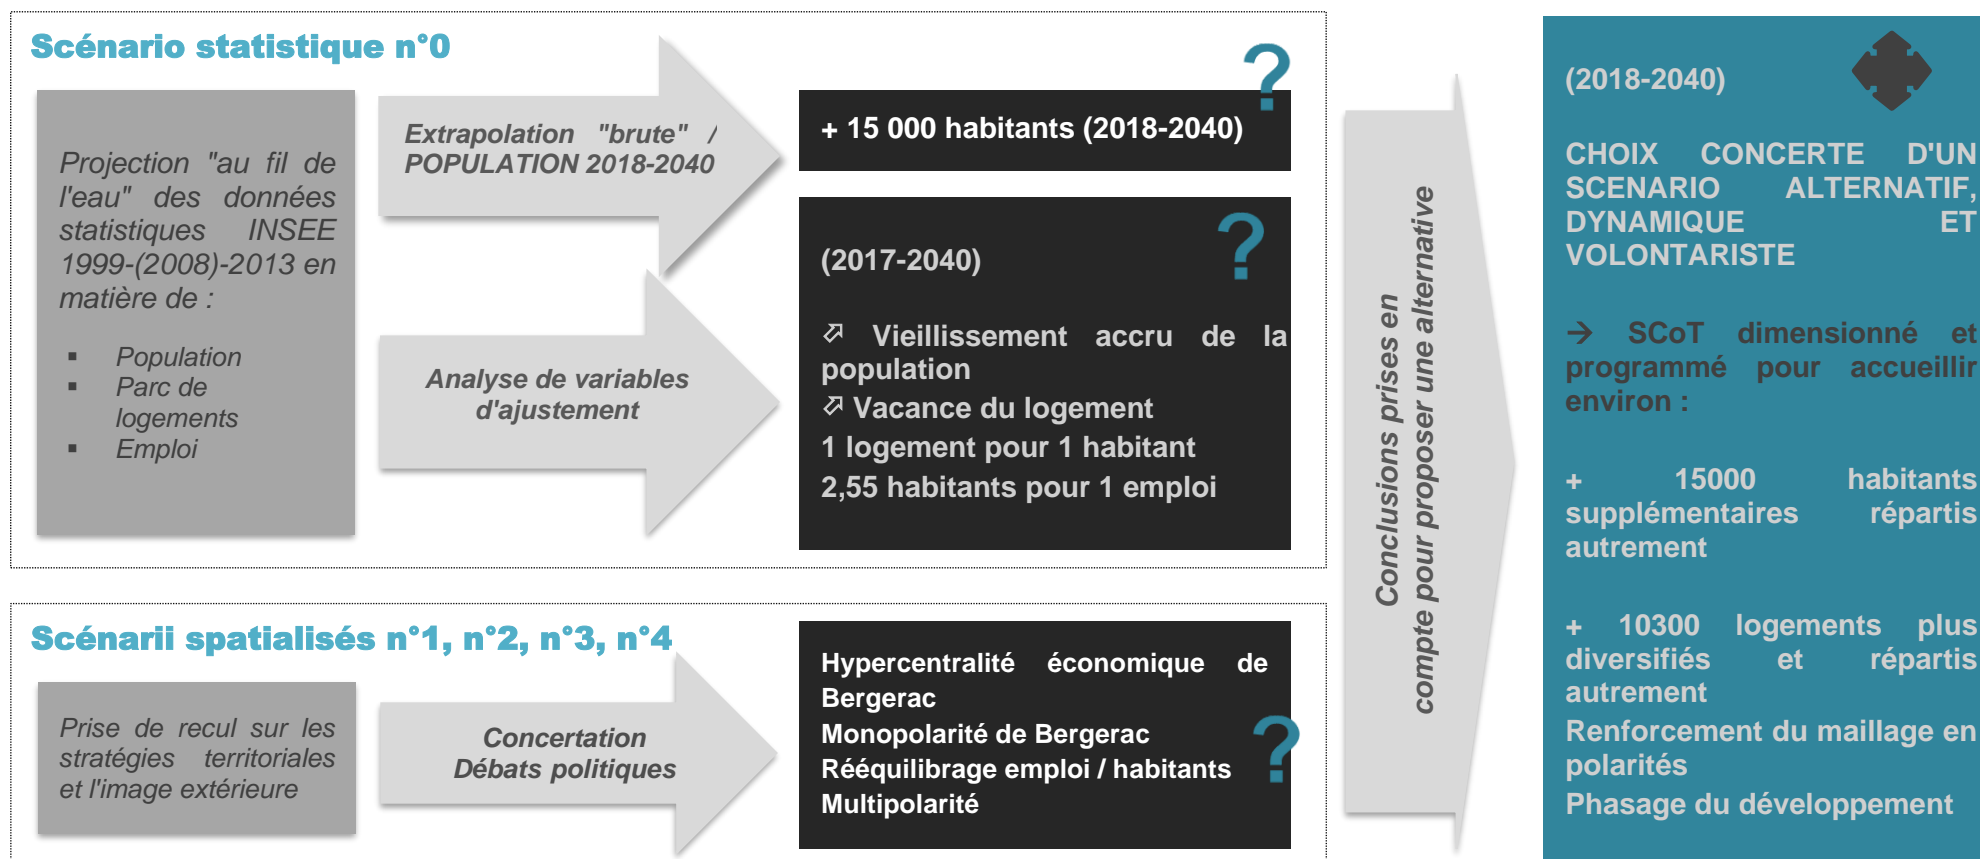 Scénario statistique n°0
Projection "au fil de
l'eau" des données
statistiques INSEE
1999-(2008)-2013 en
matière de :
▪ Population
▪ Parc de
logements
▪ Emploi
Extrapolation "brute" /
POPULATION 2018-2040
Analyse de variables
d'ajustement
?
+ 15 000 habitants (2018-2040)
?
(2017-2040)
⬀ Vieillissement accru de la
population
⬀ Vacance du logement
1 logement pour 1 habitant
2,55 habitants pour 1 emploi
Scénarii spatialisés n°1, n°2, n°3, n°4
Prise de recul sur les
stratégies territoriales
et l'image extérieure
Concertation
Débats politiques
Hypercentralité économique de
Bergerac
Monopolarité de Bergerac
Rééquilibrage emploi / habitants
Multipolarité
?
Conclusions prises en
compte pour proposer une alternative
(2018-2040)
CHOIX CONCERTE D'UN
SCENARIO ALTERNATIF,
DYNAMIQUE ET
VOLONTARISTE
→ SCoT dimensionné et
programmé pour accueillir
environ :
+ 15000 habitants
supplémentaires répartis
autrement
+ 10300 logements plus
diversifiés et répartis
autrement
Renforcement du maillage en
polarités
Phasage du développement